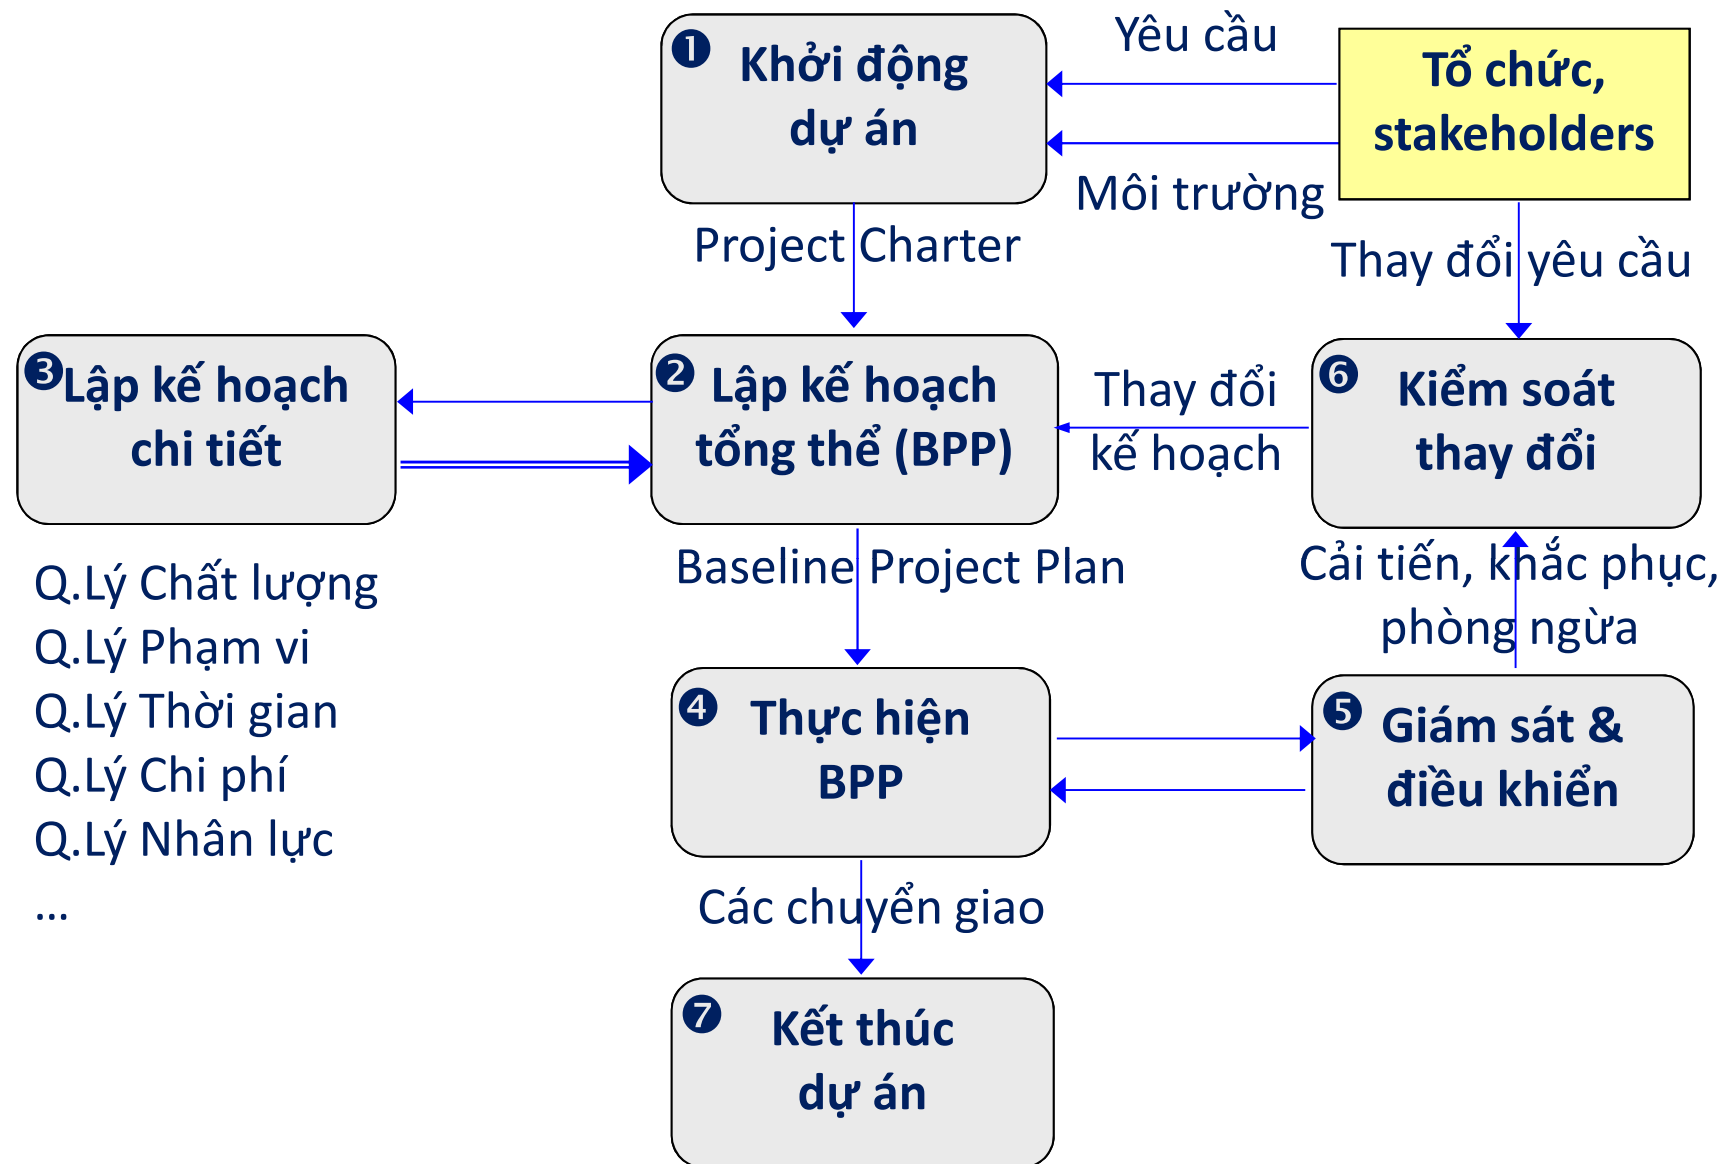 ❶ Khởi động
dự án
Yêu cầu
Môi trường
Tổ chức,
stakeholders
Project Charter
Thay đổi yêu cầu
❸ Lập kế hoạch
chi tiết
❷ Lập kế hoạch
tổng thể (BPP)
Thay đổi
kế hoạch
❻ Kiểm soát
thay đổi
Q.Lý Chất lượng
Q.Lý Phạm vi
Q.Lý Thời gian
Q.Lý Chi phí
Q.Lý Nhân lực
...
Baseline Project Plan
Cải tiến, khắc phục,
phòng ngừa
❹ Thực hiện
BPP
❺ Giám sát &
điều khiển
Các chuyển giao
❼ Kết thúc
dự án